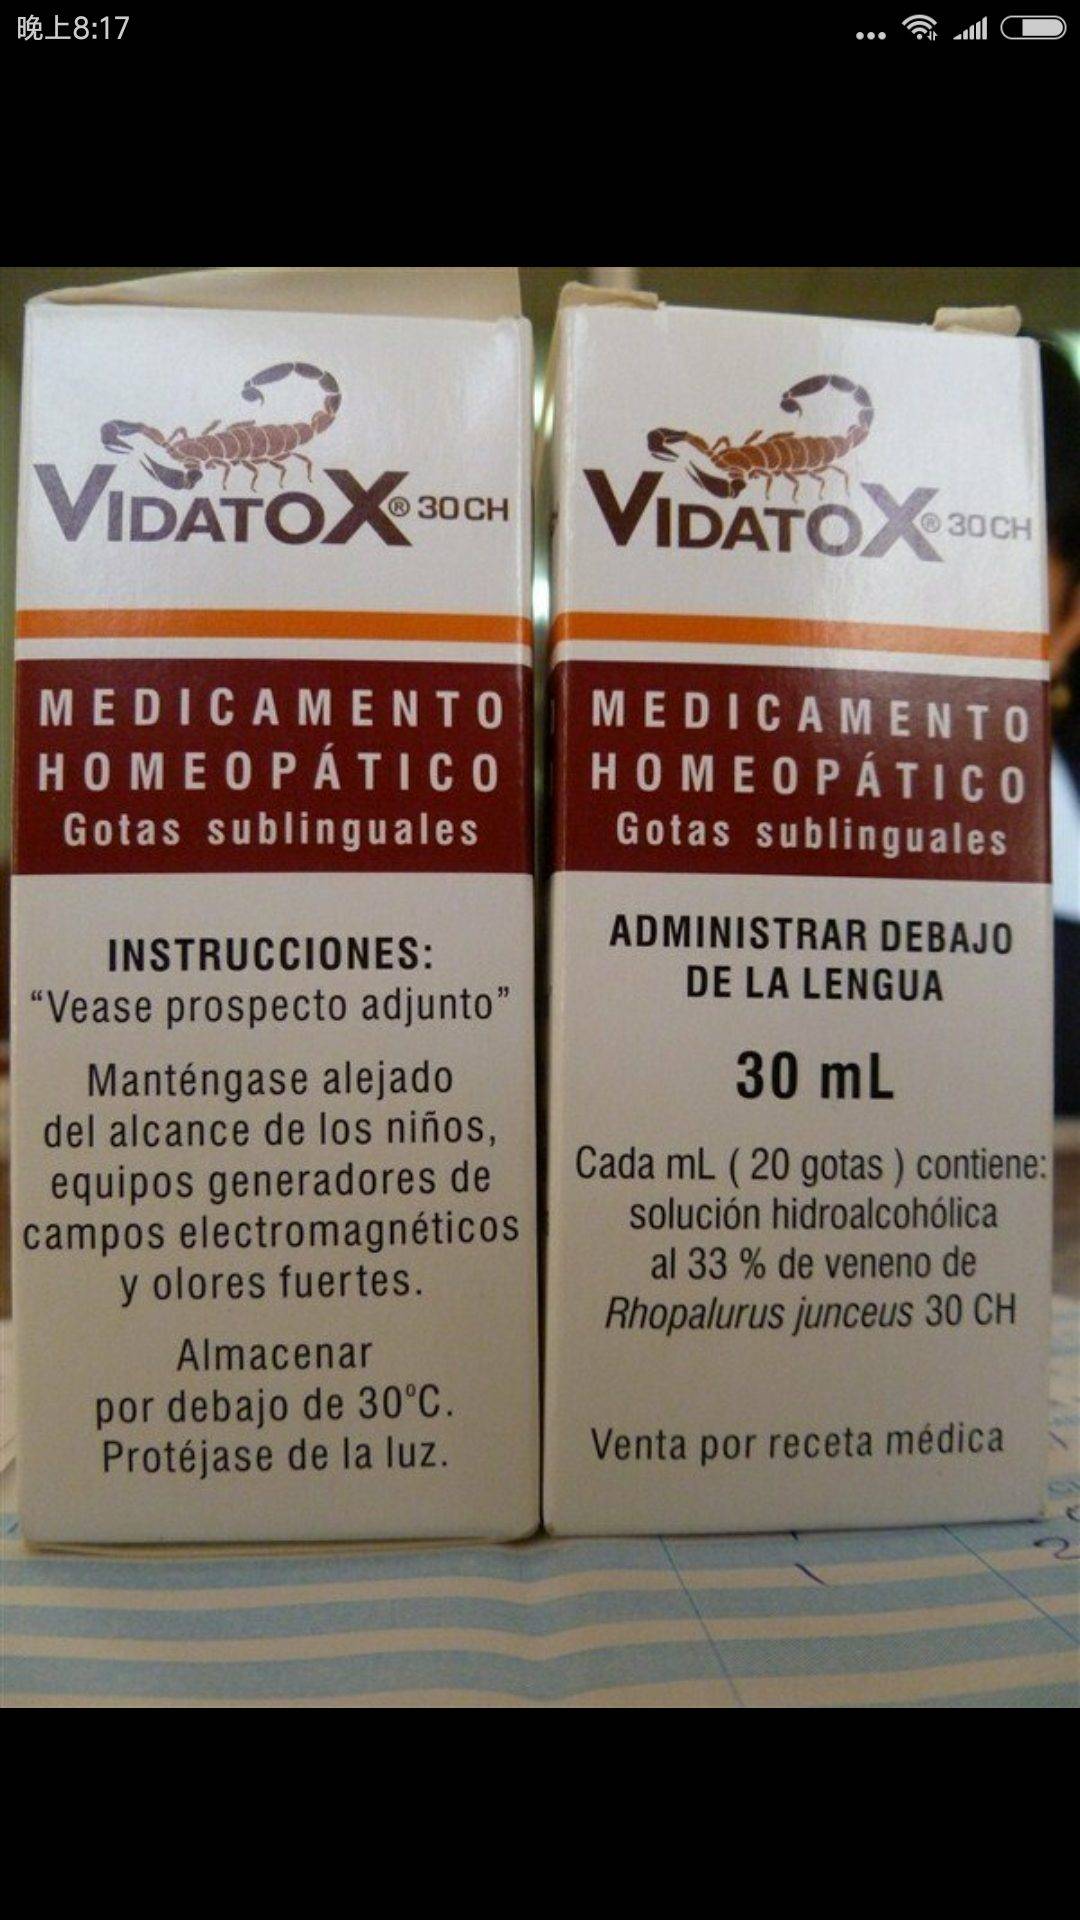 晚上8:17
VIDATOX® 30CH
MEDICAMENTO
HOMEOPÁTICO
Gotas sublinguales
INSTRUCCIONES:
“Vease prospecto adjunto”
Manténgase alejado
del alcance de los niños,
equipos generadores de
campos electromagnéticos
y olores fuertes.
Almacenar
por debajo de 30ºC.
Protéjase de la luz.
VIDATOX® 30CH
MEDICAMENTO
HOMEOPÁTICO
Gotas sublinguales
ADMINISTRAR DEBAJO
DE LA LENGUA
30 mL
Cada mL ( 20 gotas ) contiene:
solución hidroalcohólica
al 33 % de veneno de
Rhopalurus junceus 30 CH
Venta por receta médica